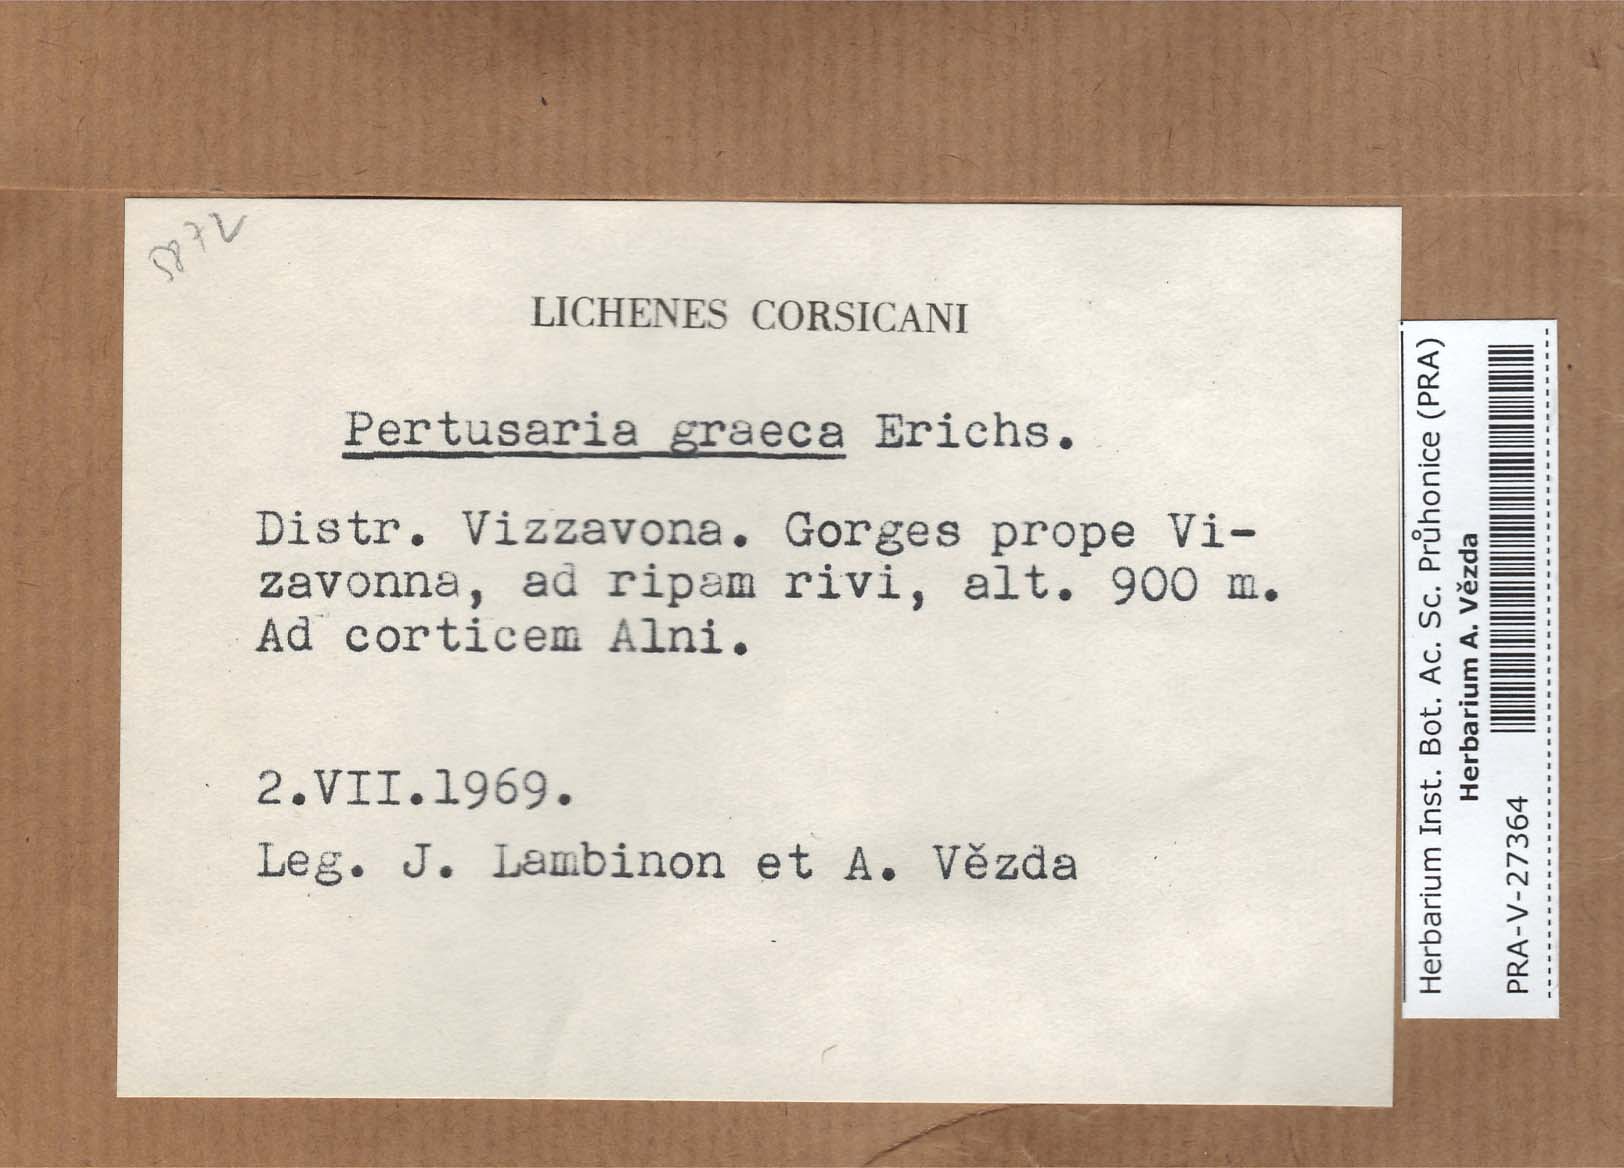 5872
LICHENES CORSICANI
Pertusaria graeca Erichs.
Distr. Vizzavona. Gorges prope Vi-
zavonna, ad ripam rivi, alt. 900 m.
Ad corticem Alni.
2.VII.1969.
Leg. J. Lambinon et A. Vězda
Herbarium Inst. Bot. Ac. Sc. Průhonice (PRA)
Herbarium A. Vězda
PRA-V-27364